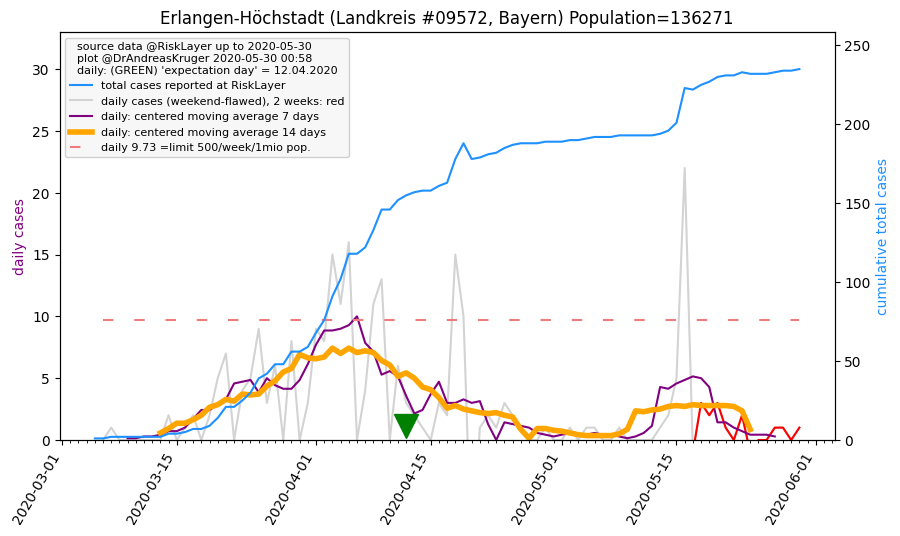 Erlangen-Höchstadt (Landkreis #09572, Bayern) Population=136271
source data @RiskLayer up to 2020-05-30
plot @DrAndreasKruger 2020-05-30 00:58
daily: (GREEN) 'expectation day' = 12.04.2020
total cases reported at RiskLayer
daily cases (weekend-flawed), 2 weeks: red
daily: centered moving average 7 days
daily: centered moving average 14 days
daily 9.73 =limit 500/week/1mio pop.
daily cases
30
25
20
15
10
5
0
250
200
150
100
50
0
cumulative total cases
2020-03-01
2020-03-15
2020-04-01
2020-04-15
2020-05-01
2020-05-15
2020-06-01